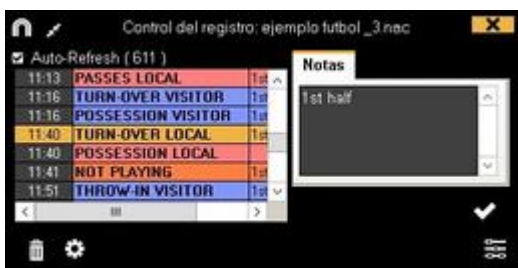 Control del registro: ejemplo futbol _3.nac
Auto-Refresh ( 611 )
11:13 PASSES LOCAL 1st
11:16 TURN-OVER VISITOR 1st
11:16 POSSESSION VISITOR 1st
11:40 TURN-OVER LOCAL 1st
11:40 POSSESSION LOCAL 1st
11:41 NOT PLAYING 1st
11:51 THROW-IN VISITOR 1st
Notas
1st half